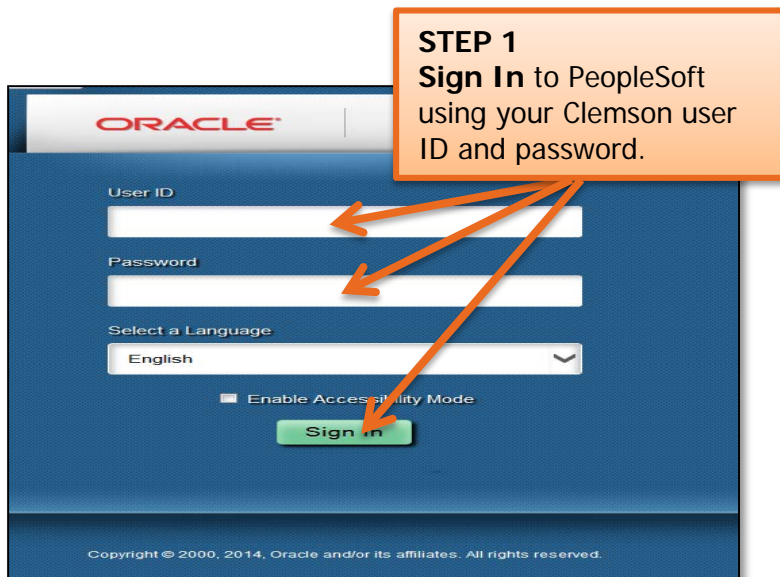 STEP 1
Sign In to PeopleSoft
using your Clemson user
ID and password.
ORACLE
User ID
Password
Select a Language
English
Enable Accessibility Mode
Sign In
Copyright © 2000, 2014, Oracle and/or its affiliates. All rights reserved.